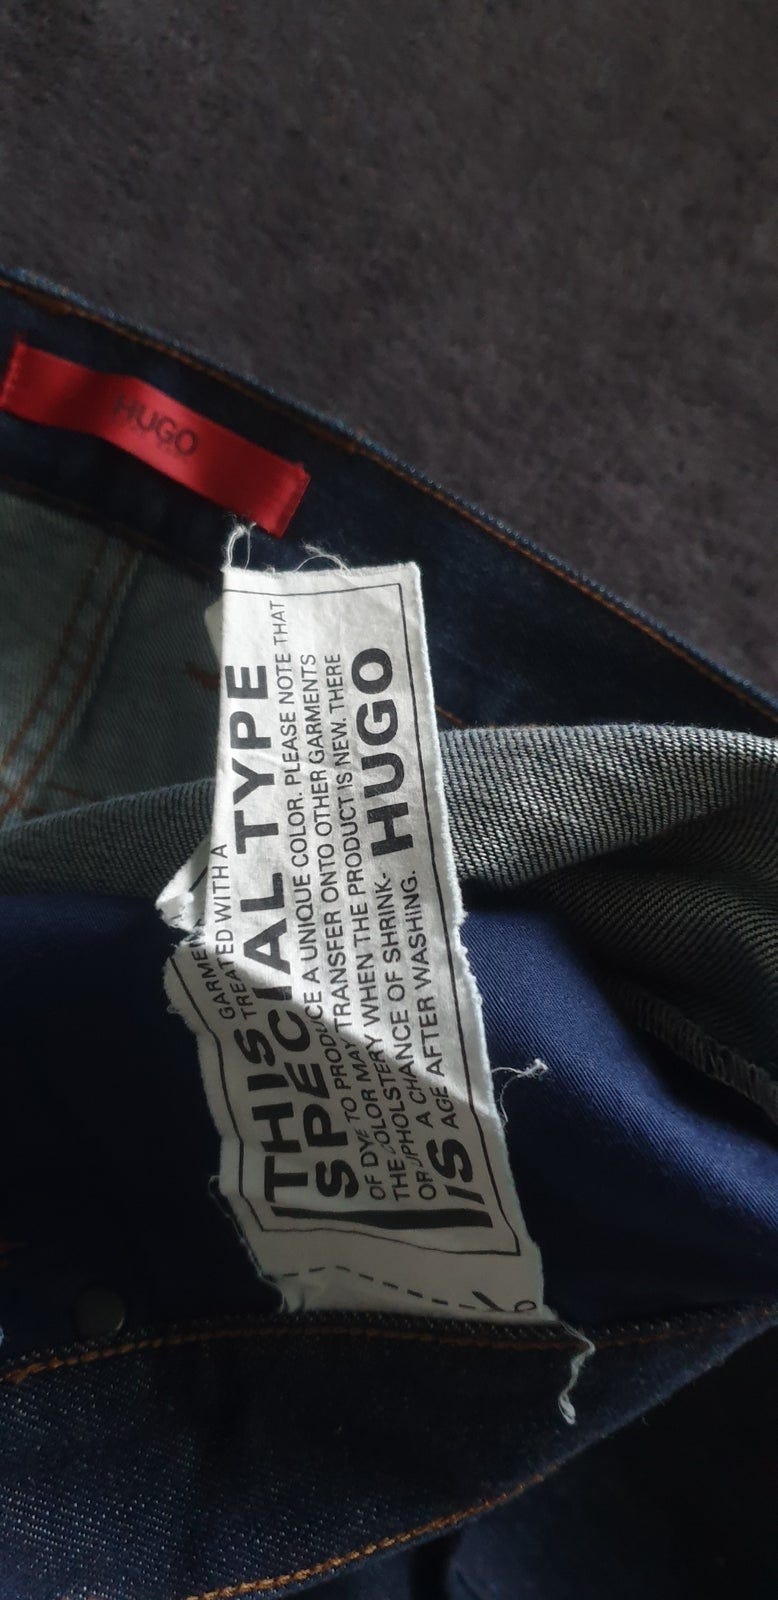 HUGO
THIS GARMENT
TREATED WITH A
SPECIAL TYPE
OF DYE TO PRODUCE A UNIQUE COLOR. PLEASE NOTE THAT
THE COLOR MAY TRANSFER ONTO OTHER GARMENTS
OR UPHOLSTERY WHEN THE PRODUCT IS NEW. THERE
IS A CHANCE OF SHRINK-
AGE AFTER WASHING.
HUGO